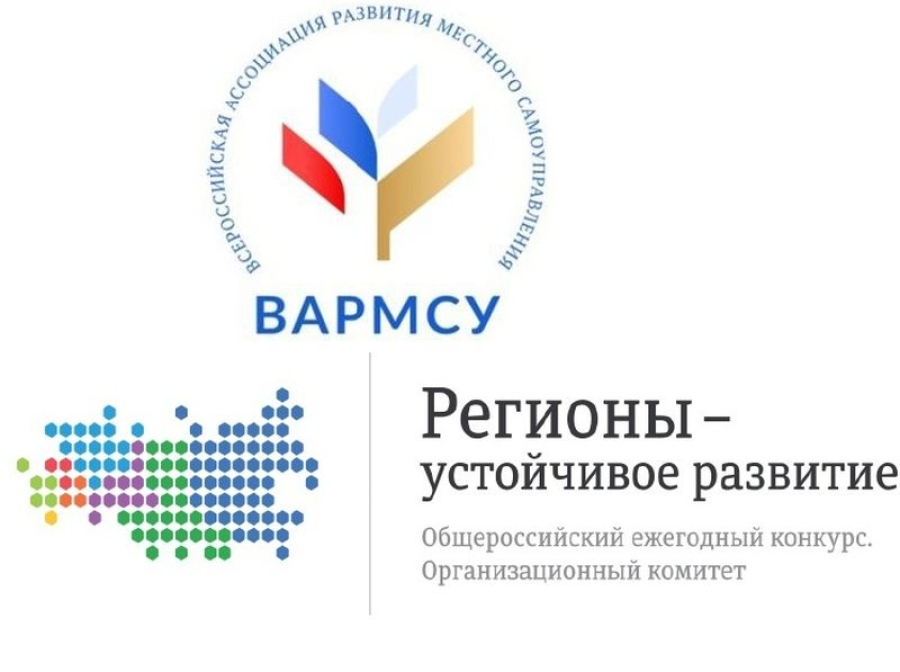 ВСЕРОССИЙСКАЯ АССОЦИАЦИЯ РАЗВИТИЯ МЕСТНОГО САМОУПРАВЛЕНИЯ
ВАРМСУ
Регионы –
устойчивое развитие
Общероссийский ежегодный конкурс.
Организационный комитет